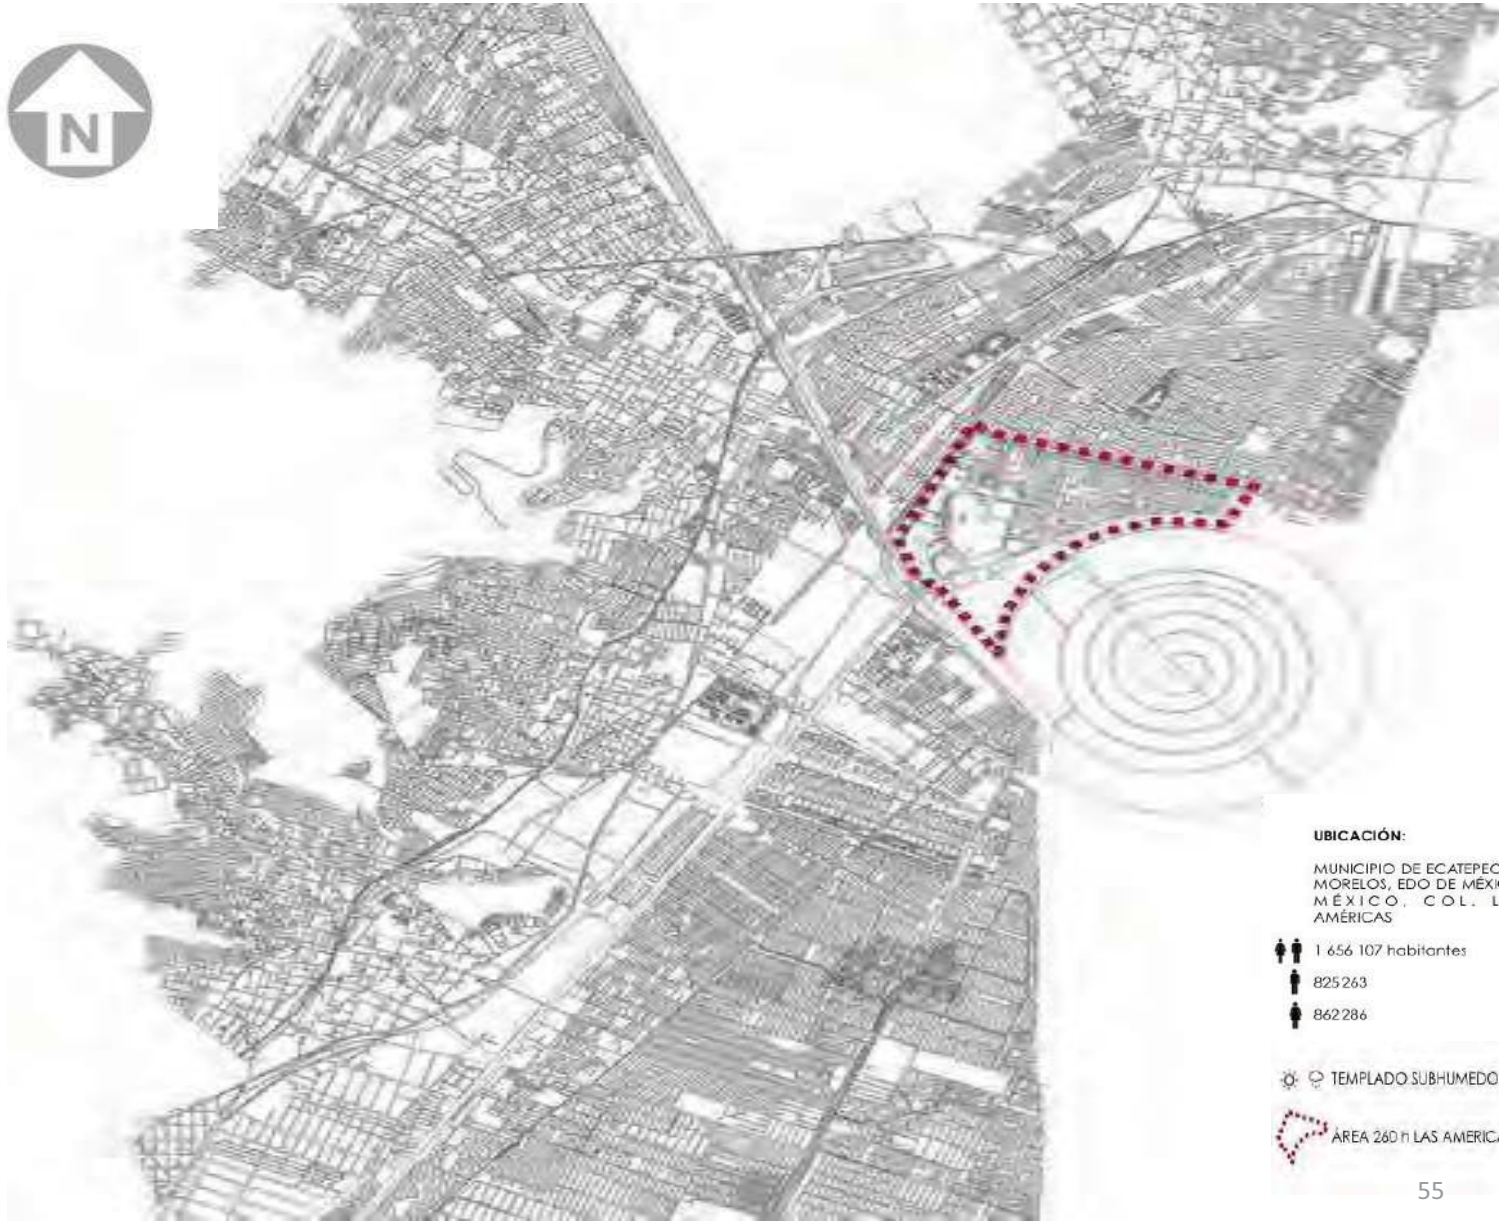 N
UBICACIÓN:
MUNICIPIO DE ECATEPEC
MORELOS, EDO DE MÉXI
MÉXICO. COL. L
AMÉRICAS
1 656 107 habitantes
825 263
862 286
TEMPLADO SUBHUMEDO
ÁREA 260 h LAS AMERICA
55